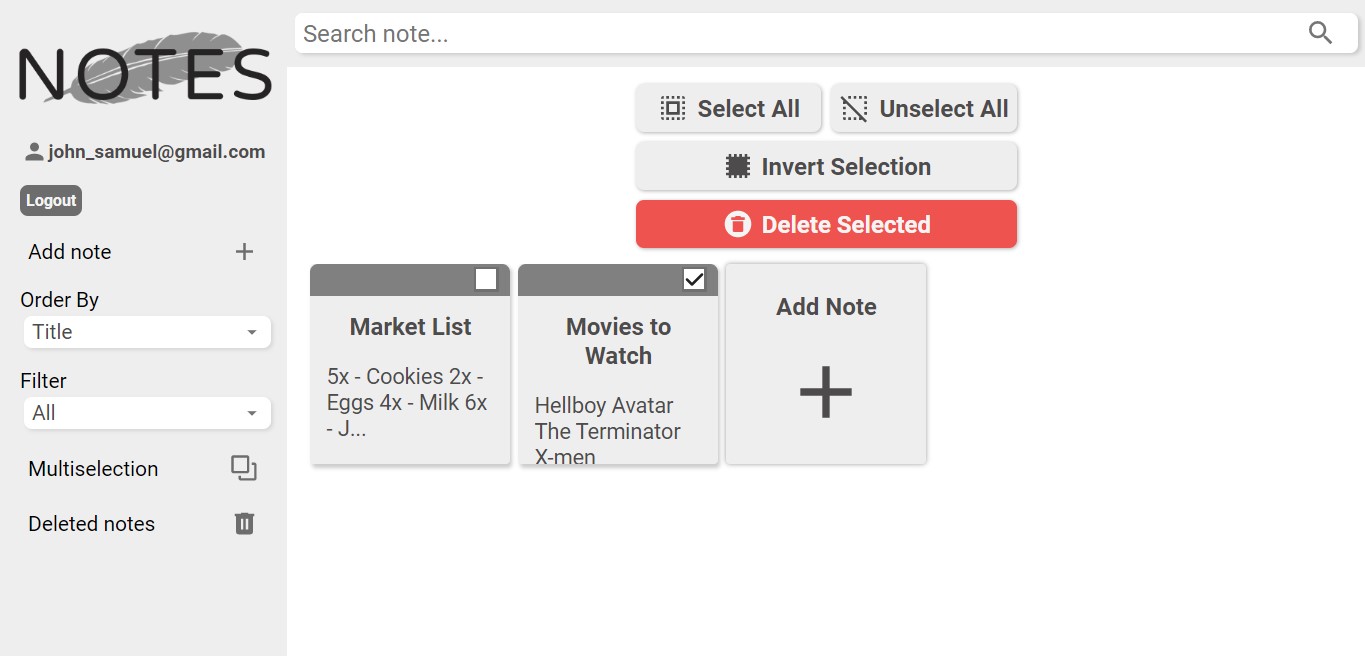 NOTES
john_samuel@gmail.com
Logout
Add note
Order By
Title
Filter
All
Multiselection
Deleted notes
Search note...
Select All
Unselect All
Invert Selection
Delete Selected
Market List
5x - Cookies 2x -
Eggs 4x - Milk 6x
- J...
Movies to
Watch
Hellboy Avatar
The Terminator
X-men
Add Note